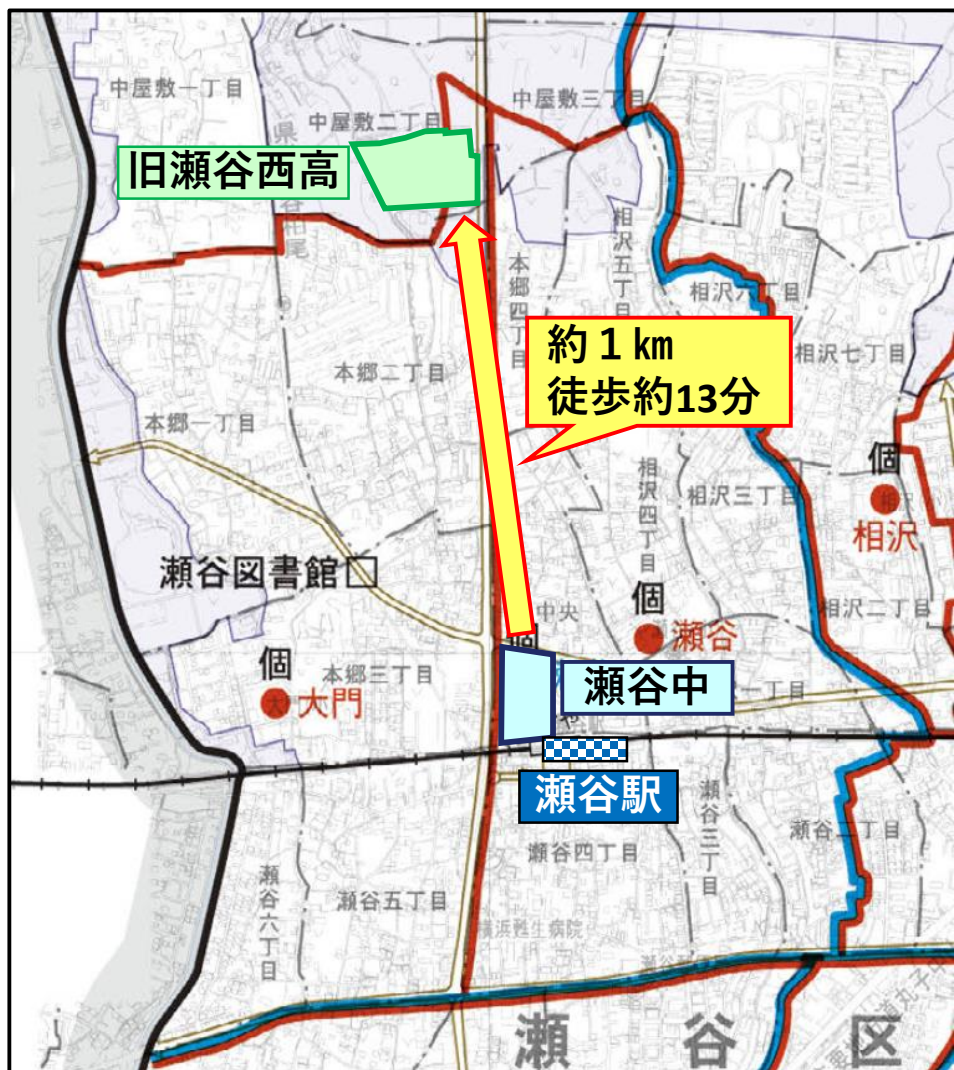 中屋敷一丁目
中屋敷二丁目
中屋敷三丁目
旧瀬谷西高
相沢五丁目
本郷四丁目
相沢六丁目
約１㎞
徒歩約13分
相沢七丁目
本郷二丁目
本郷一丁目
個
相沢
相沢四丁目
相沢三丁目
瀬谷図書館
中央
個
瀬谷
相沢二丁目
個
大門
本郷三丁目
瀬谷中
一丁目
瀬谷駅
瀬谷三丁目
瀬谷二丁目
瀬谷四丁目
瀬谷五丁目
瀬谷六丁目
横浜甦生病院
瀬谷区